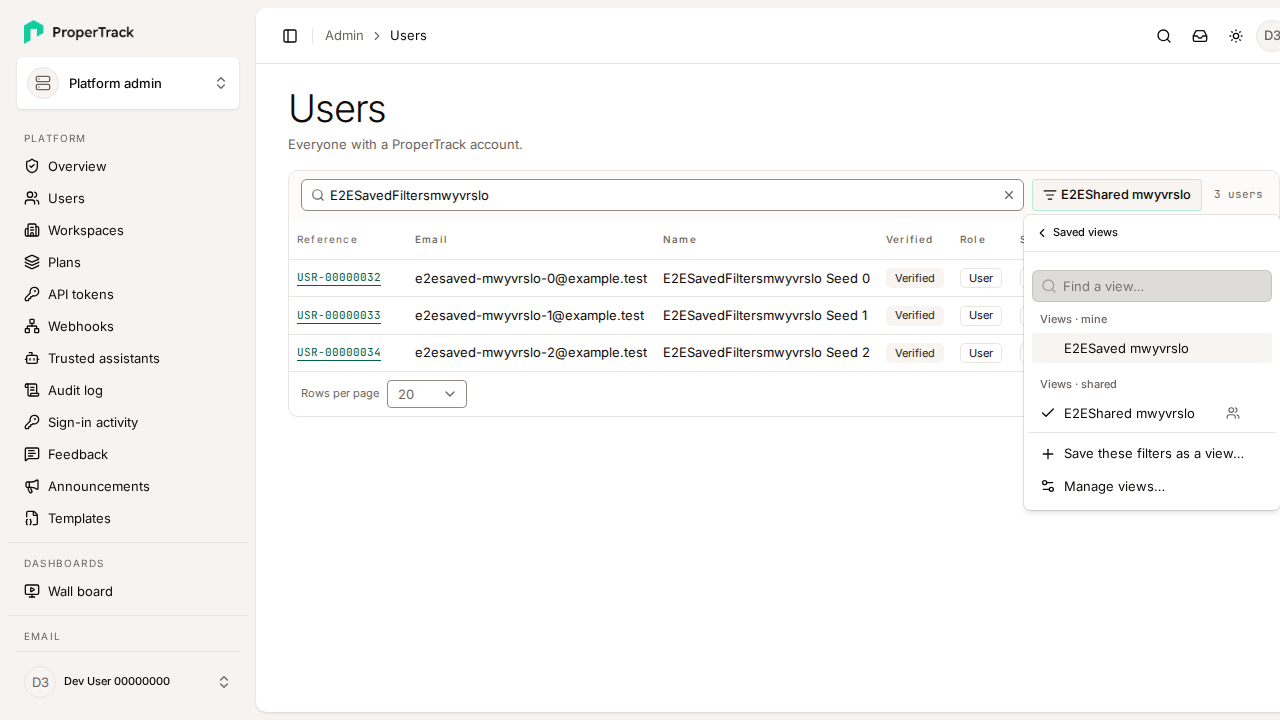 ProperTrack
Platform admin
PLATFORM
Overview
Users
Workspaces
Plans
API tokens
Webhooks
Trusted assistants
Audit log
Sign-in activity
Feedback
Announcements
Templates
DASHBOARDS
Wall board
EMAIL
D3 Dev User 00000000
Admin > Users
D3
Users
Everyone with a ProperTrack account.
E2ESavedFiltersmwyvrslo
E2EShared mwyvrslo
3 users
Reference Email Name Verified Role
USR-00000032 e2esaved-mwyvrslo-0@example.test E2ESavedFiltersmwyvrslo Seed 0 Verified User
USR-00000033 e2esaved-mwyvrslo-1@example.test E2ESavedFiltersmwyvrslo Seed 1 Verified User
USR-00000034 e2esaved-mwyvrslo-2@example.test E2ESavedFiltersmwyvrslo Seed 2 Verified User
Rows per page 20
Saved views
Find a view...
Views · mine
E2ESaved mwyvrslo
Views · shared
E2EShared mwyvrslo
Save these filters as a view...
Manage views...